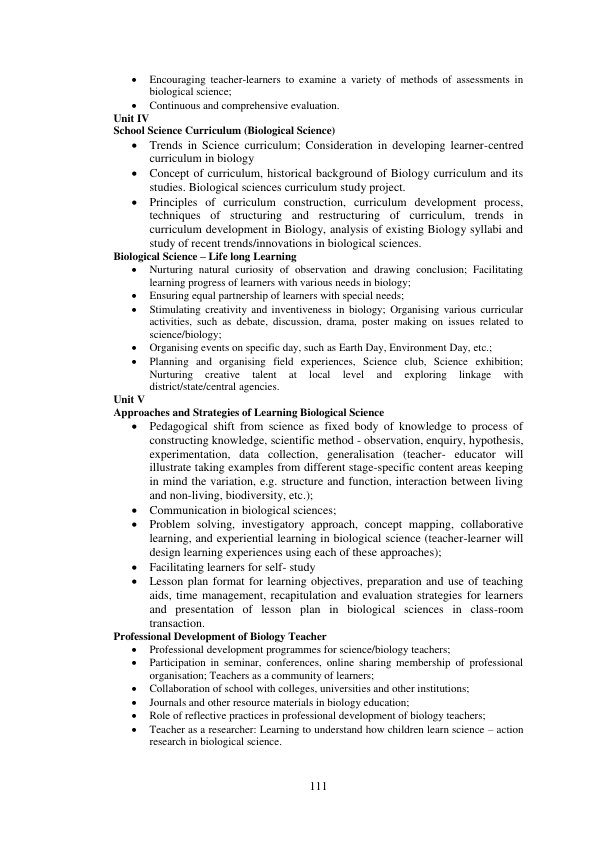 • Encouraging teacher-learners to examine a variety of methods of assessments in
biological science;
• Continuous and comprehensive evaluation.
Unit IV
School Science Curriculum (Biological Science)
• Trends in Science curriculum; Consideration in developing learner-centred
curriculum in biology
• Concept of curriculum, historical background of Biology curriculum and its
studies. Biological sciences curriculum study project.
• Principles of curriculum construction, curriculum development process,
techniques of structuring and restructuring of curriculum, trends in
curriculum development in Biology, analysis of existing Biology syllabi and
study of recent trends/innovations in biological sciences.
Biological Science – Life long Learning
• Nurturing natural curiosity of observation and drawing conclusion; Facilitating
learning progress of learners with various needs in biology;
• Ensuring equal partnership of learners with special needs;
• Stimulating creativity and inventiveness in biology; Organising various curricular
activities, such as debate, discussion, drama, poster making on issues related to
science/biology;
• Organising events on specific day, such as Earth Day, Environment Day, etc.;
• Planning and organising field experiences, Science club, Science exhibition;
Nurturing creative talent at local level and exploring linkage with
district/state/central agencies.
Unit V
Approaches and Strategies of Learning Biological Science
• Pedagogical shift from science as fixed body of knowledge to process of
constructing knowledge, scientific method - observation, enquiry, hypothesis,
experimentation, data collection, generalisation (teacher- educator will
illustrate taking examples from different stage-specific content areas keeping
in mind the variation, e.g. structure and function, interaction between living
and non-living, biodiversity, etc.);
• Communication in biological sciences;
• Problem solving, investigatory approach, concept mapping, collaborative
learning, and experiential learning in biological science (teacher-learner will
design learning experiences using each of these approaches);
• Facilitating learners for self- study
• Lesson plan format for learning objectives, preparation and use of teaching
aids, time management, recapitulation and evaluation strategies for learners
and presentation of lesson plan in biological sciences in class-room
transaction.
Professional Development of Biology Teacher
• Professional development programmes for science/biology teachers;
• Participation in seminar, conferences, online sharing membership of professional
organisation; Teachers as a community of learners;
• Collaboration of school with colleges, universities and other institutions;
• Journals and other resource materials in biology education;
• Role of reflective practices in professional development of biology teachers;
• Teacher as a researcher: Learning to understand how children learn science – action
research in biological science.
111